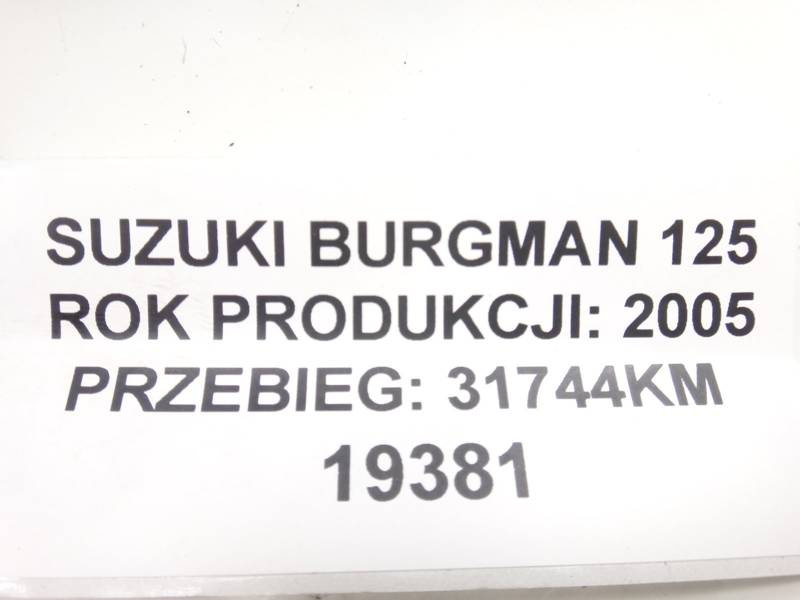 SUZUKI BURGMAN 125
ROK PRODUKCJI: 2005
PRZEBIEG: 31744KM
19381